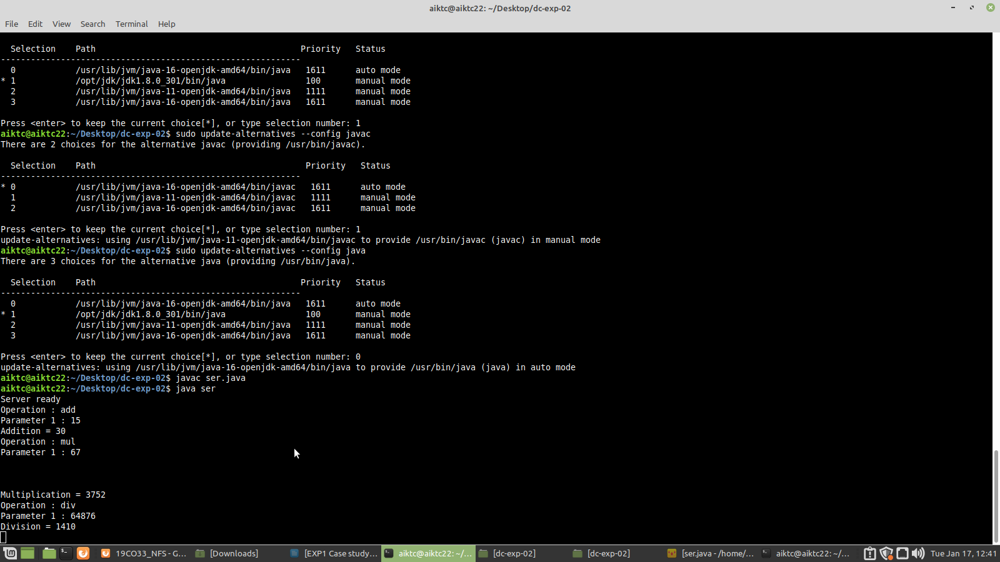 aiktc@aiktc22: ~/Desktop/dc-exp-02
File Edit View Search Terminal Help
Selection Path Priority Status
------------------------------------------------------------
0 /usr/lib/jvm/java-16-openjdk-amd64/bin/java 1611 auto mode
* 1 /opt/jdk/jdk1.8.0_301/bin/java 100 manual mode
2 /usr/lib/jvm/java-11-openjdk-amd64/bin/java 1111 manual mode
3 /usr/lib/jvm/java-16-openjdk-amd64/bin/java 1611 manual mode
Press <enter> to keep the current choice[*], or type selection number: 1
aiktc@aiktc22:~/Desktop/dc-exp-02$ sudo update-alternatives --config javac
There are 2 choices for the alternative javac (providing /usr/bin/javac).
Selection Path Priority Status
------------------------------------------------------------
* 0 /usr/lib/jvm/java-16-openjdk-amd64/bin/javac 1611 auto mode
1 /usr/lib/jvm/java-11-openjdk-amd64/bin/javac 1111 manual mode
2 /usr/lib/jvm/java-16-openjdk-amd64/bin/javac 1611 manual mode
Press <enter> to keep the current choice[*], or type selection number: 1
update-alternatives: using /usr/lib/jvm/java-11-openjdk-amd64/bin/javac to provide /usr/bin/javac (javac) in manual mode
aiktc@aiktc22:~/Desktop/dc-exp-02$ sudo update-alternatives --config java
There are 3 choices for the alternative java (providing /usr/bin/java).
Selection Path Priority Status
------------------------------------------------------------
0 /usr/lib/jvm/java-16-openjdk-amd64/bin/java 1611 auto mode
* 1 /opt/jdk/jdk1.8.0_301/bin/java 100 manual mode
2 /usr/lib/jvm/java-11-openjdk-amd64/bin/java 1111 manual mode
3 /usr/lib/jvm/java-16-openjdk-amd64/bin/java 1611 manual mode
Press <enter> to keep the current choice[*], or type selection number: 0
update-alternatives: using /usr/lib/jvm/java-16-openjdk-amd64/bin/java to provide /usr/bin/java (java) in auto mode
aiktc@aiktc22:~/Desktop/dc-exp-02$ javac ser.java
aiktc@aiktc22:~/Desktop/dc-exp-02$ java ser
Server ready
Operation : add
Parameter 1 : 15
Addition = 30
Operation : mul
Parameter 1 : 67
Multiplication = 3752
Operation : div
Parameter 1 : 64876
Division = 1410
19CO33_NFS - G... [Downloads] [EXP1 Case study... aiktc@aiktc22: ~/... [dc-exp-02] [dc-exp-02] [ser.java - /home/... aiktc@aiktc22: ~/... Tue Jan 17, 12:41